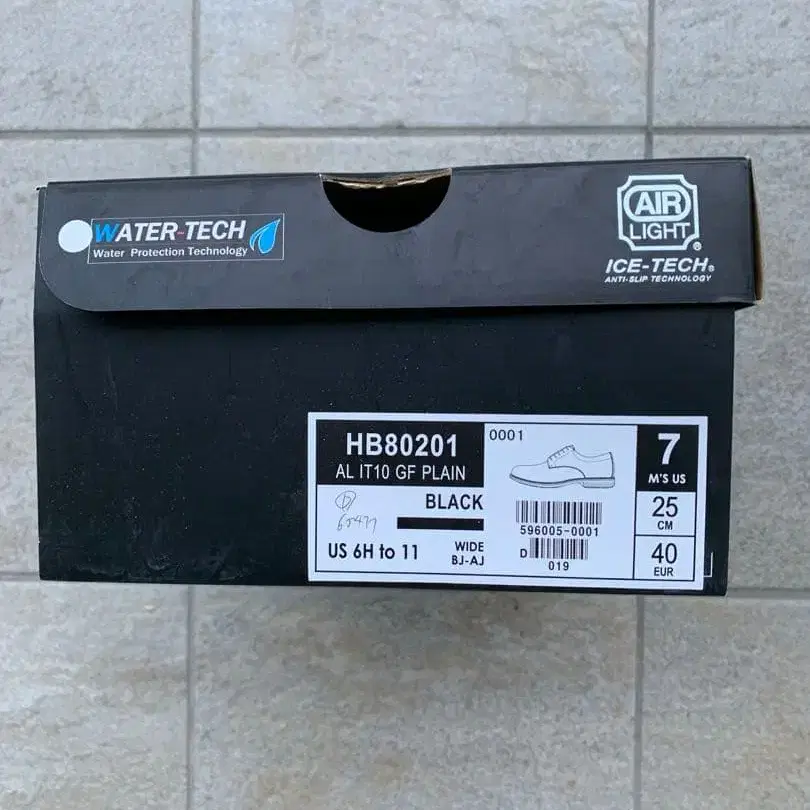 WATER-TECH
Water Protection Technology
AIR
LIGHT®
ICE-TECH®
ANTI-SLIP TECHNOLOGY
HB80201
AL IT10 GF PLAIN
BLACK
US 6H to 11
WIDE
BJ-AJ
0001
596005-0001
D
019
7
M'S US
25
CM
40
EUR